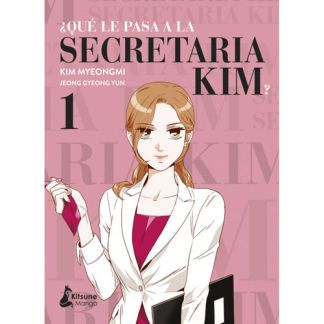 ¿QUÉ LE PASA A LA
SECRETARIA
KIM?
KIM MYEONGMI
JEONG GYEONG YUN
1
Kitsune
Manga